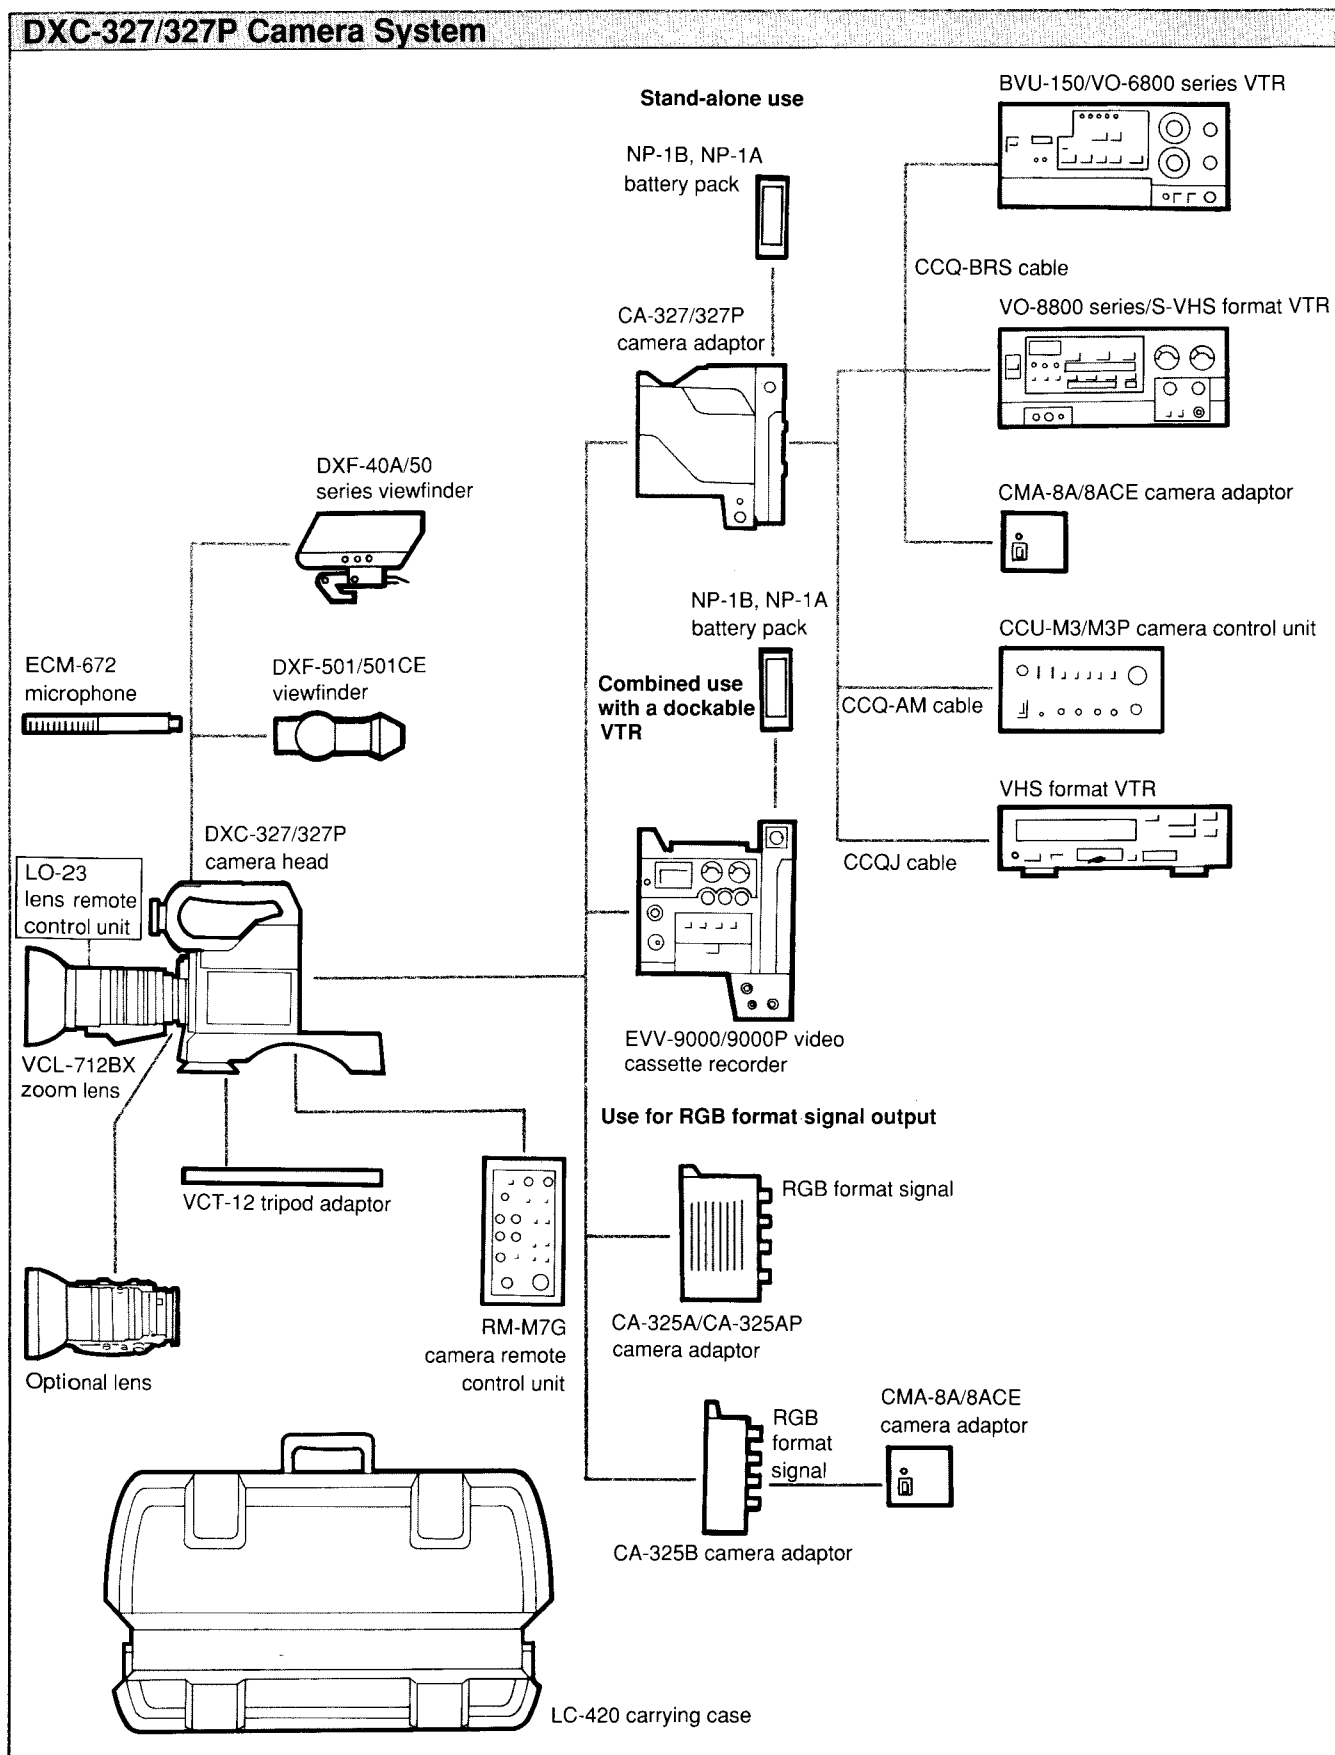 DXC-327/327P Camera System
Stand-alone use
NP-1B, NP-1A
battery pack
BVU-150/VO-6800 series VTR
CCQ-BRS cable
CA-327/327P
camera adaptor
VO-8800 series/S-VHS format VTR
DXF-40A/50
series viewfinder
CMA-8A/8ACE camera adaptor
NP-1B, NP-1A
battery pack
CCU-M3/M3P camera control unit
ECM-672
microphone
DXF-501/501CE
viewfinder
Combined use
with a dockable
VTR
CCQ-AM cable
VHS format VTR
CCQJ cable
DXC-327/327P
camera head
LO-23
lens remote
control unit
VCL-712BX
zoom lens
EVV-9000/9000P video
cassette recorder
Use for RGB format signal output
VCT-12 tripod adaptor
RGB format signal
RM-M7G
camera remote
control unit
CA-325A/CA-325AP
camera adaptor
Optional lens
RGB
format
signal
CMA-8A/8ACE
camera adaptor
CA-325B camera adaptor
LC-420 carrying case